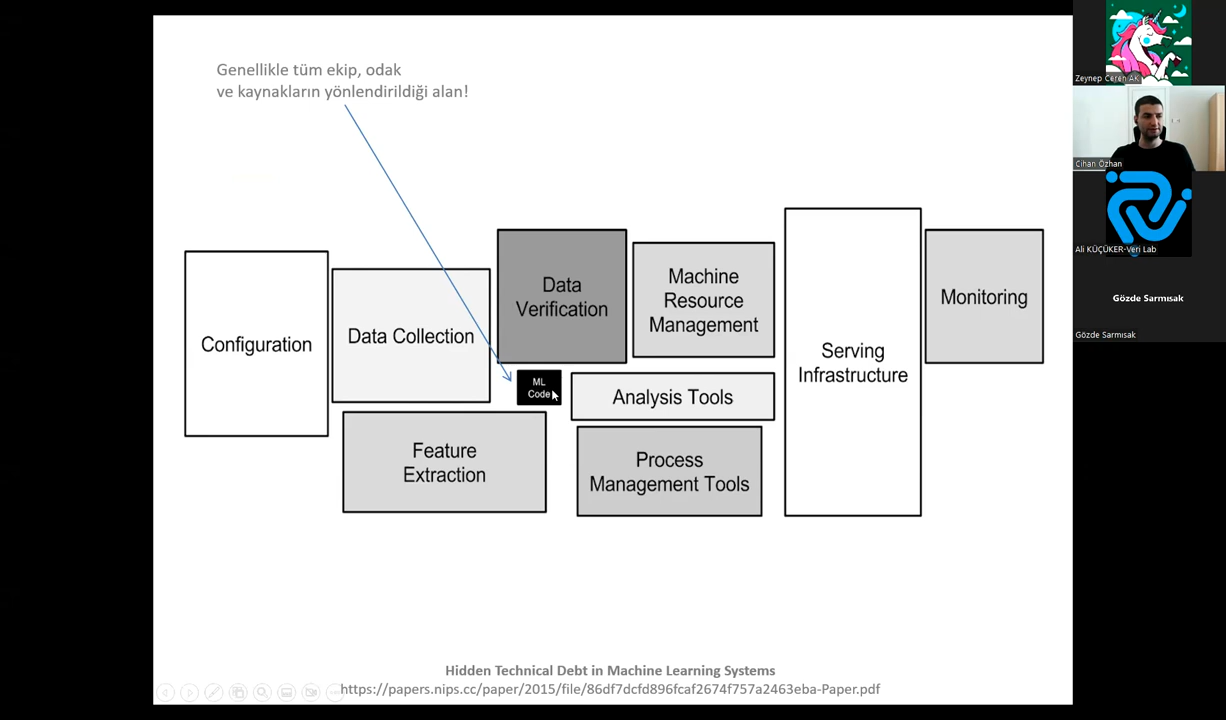 Genellikle tüm ekip, odak
ve kaynakların yönlendirildiği alan!
Configuration
Data Collection
Feature
Extraction
Data
Verification
ML
Code
Machine
Resource
Management
Analysis Tools
Process
Management Tools
Serving
Infrastructure
Monitoring
Hidden Technical Debt in Machine Learning Systems
https://papers.nips.cc/paper/2015/file/86df7dcfd896fcaf2674f757a2463eba-Paper.pdf
Zeynep Ceren AK
Cihan Özhan
Ali KÜÇÜKER-Veri Lab
Gözde Sarmısak
Gözde Sarmısak